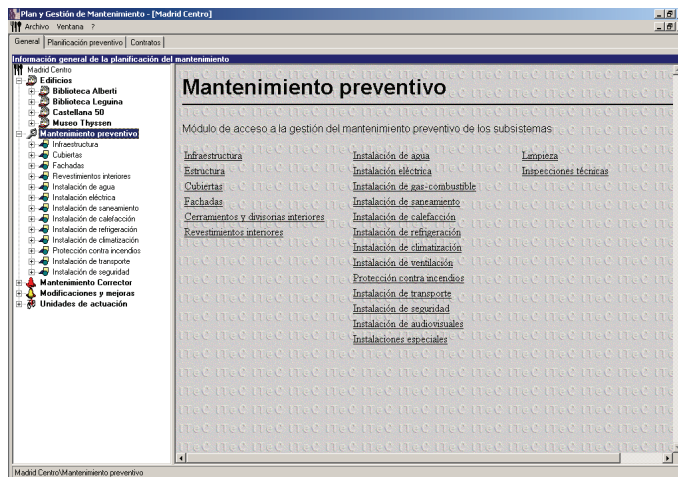 Plan y Gestión de Mantenimiento - [Madrid Centro]
Archivo Ventana ?
General Planificación preventivo Contratos
Información general de la planificación del mantenimiento
Madrid Centro
Edificios
Biblioteca Alberti
Biblioteca Leguina
Castellana 50
Museo Thyssen
Mantenimiento preventivo
Infraestructura
Cubiertas
Fachadas
Revestimientos interiores
Instalación de agua
Instalación eléctrica
Instalación de saneamiento
Instalación de calefacción
Instalación de refrigeración
Instalación de climatización
Protección contra incendios
Instalación de transporte
Instalación de seguridad
Mantenimiento Corrector
Modificaciones y mejoras
Unidades de actuación
Mantenimiento preventivo
Módulo de acceso a la gestión del mantenimiento preventivo de los subsistemas
Infraestructura
Estructura
Cubiertas
Fachadas
Cerramientos y divisorias interiores
Revestimientos interiores
Instalación de agua
Instalación eléctrica
Instalación de gas-combustible
Instalación de saneamiento
Instalación de calefacción
Instalación de refrigeración
Instalación de climatización
Instalación de ventilación
Protección contra incendios
Instalación de transporte
Instalación de seguridad
Instalación de audiovisuales
Instalaciones especiales
Limpieza
Inspecciones técnicas
Madrid Centro\Mantenimiento preventivo